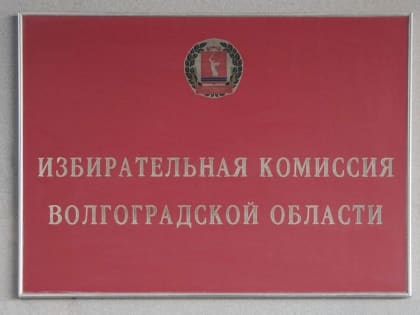 ИЗБИРАТЕЛЬНАЯ КОМИССИЯ
ВОЛГОГРАДСКОЙ ОБЛАСТИ